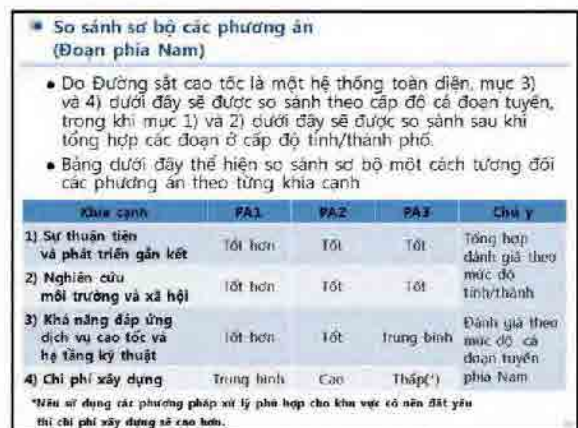 So sánh sơ bộ các phương án
(Đoạn phía Nam)
• Do Đường sắt cao tốc là một hệ thống toàn diện, mục 3)
và 4) dưới đây sẽ được so sánh theo cấp độ cả đoạn tuyến,
trong khi mục 1) và 2) dưới đây sẽ được so sánh sau khi
tổng hợp các đoạn ở cấp độ tỉnh/thành phố.
• Bảng dưới đây thể hiện so sánh sơ bộ một cách tương đối
các phương án theo từng khía cạnh
Khía cạnh PA1 PA2 PA3 Chú ý
1) Sự thuận tiện
và phát triển gắn kết
Tốt hơn Tốt Tốt
Tổng hợp
đánh giá theo
mức độ
tỉnh/thành
2) Nghiên cứu
môi trường và xã hội
Tốt hơn Tốt Tốt
3) Khả năng đáp ứng
dịch vụ cao tốc và
hạ tầng kỹ thuật
Tốt hơn Tốt Trung bình
Đánh giá theo
mức độ cả
đoạn tuyến
phía Nam
4) Chi phí xây dựng Trung bình Cao Thấp(*)
*Nếu sử dụng các phương pháp xử lý phù hợp cho khu vực có nền đất yếu
thì chi phí xây dựng sẽ cao hơn.